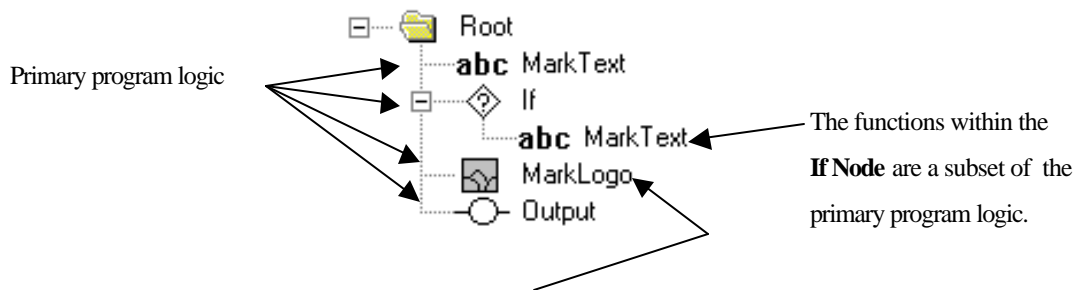 Root
Primary program logic
abc MarkText
If
abc MarkText
The functions within the
If Node are a subset of the
primary program logic.
MarkLogo
Output